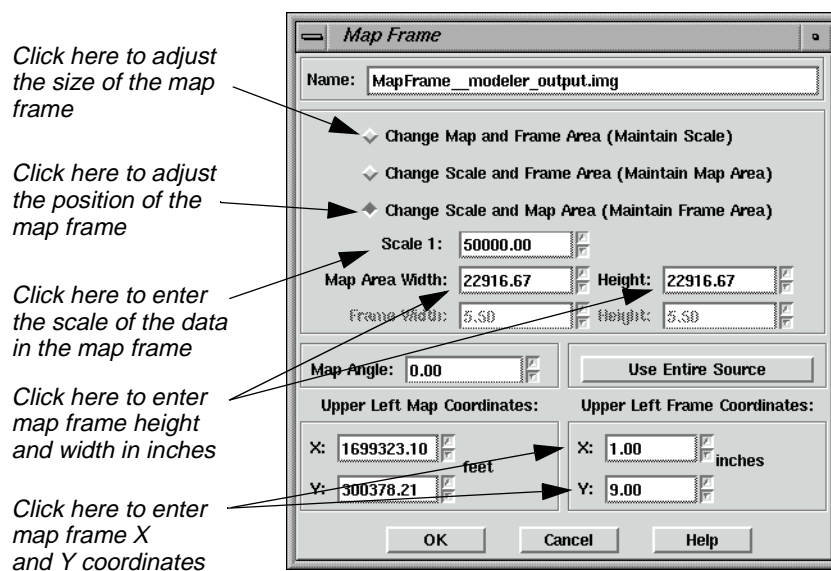 Click here to adjust
the size of the map
frame
Click here to adjust
the position of the
map frame
Click here to enter
the scale of the data
in the map frame
Click here to enter
map frame height
and width in inches
Click here to enter
map frame X
and Y coordinates
Map Frame
Name: MapFrame__modeler_output.img
Change Map and Frame Area (Maintain Scale)
Change Scale and Frame Area (Maintain Map Area)
Change Scale and Map Area (Maintain Frame Area)
Scale 1: 50000.00
Map Area Width: 22916.67 Height: 22916.67
Frame Width: 5.50 Height: 5.50
Map Angle: 0.00 Use Entire Source
Upper Left Map Coordinates: Upper Left Frame Coordinates:
X: 1699323.10 X: 1.00
feet inches
Y: 300378.21 Y: 9.00
OK Cancel Help